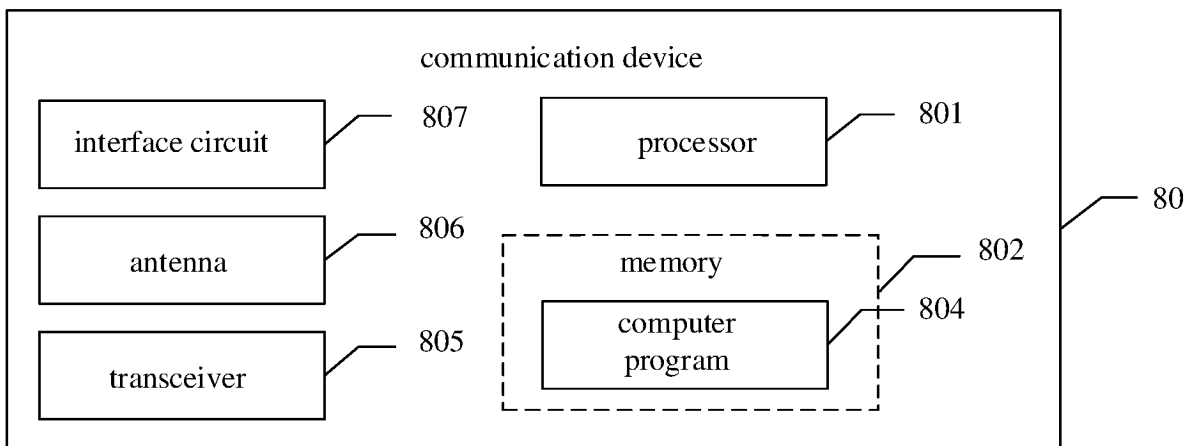 communication device
interface circuit
807
processor
801
80
antenna
806
memory
802
computer
program
804
transceiver
805